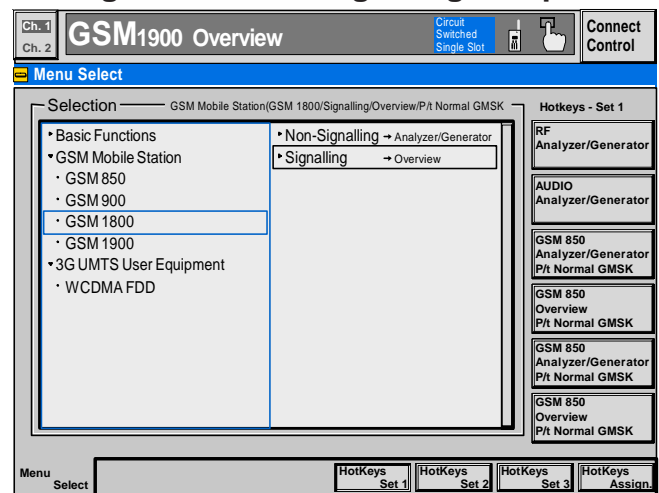 Ch. 1
Ch. 2
GSM1900 Overview
Circuit
Switched
Single Slot
Connect
Control
Menu Select
Selection
GSM Mobile Station(GSM 1800/Signalling/Overview/P/t Normal GMSK
Basic Functions
GSM Mobile Station
GSM 850
GSM 900
GSM 1800
GSM 1900
3G UMTS User Equipment
WCDMA FDD
Non-Signalling → Analyzer/Generator
Signalling → Overview
Hotkeys - Set 1
RF
Analyzer/Generator
AUDIO
Analyzer/Generator
GSM 850
Analyzer/Generator
P/t Normal GMSK
GSM 850
Overview
P/t Normal GMSK
GSM 850
Analyzer/Generator
P/t Normal GMSK
GSM 850
Overview
P/t Normal GMSK
Menu
Select
HotKeys
Set 1
HotKeys
Set 2
HotKeys
Set 3
HotKeys
Assign.